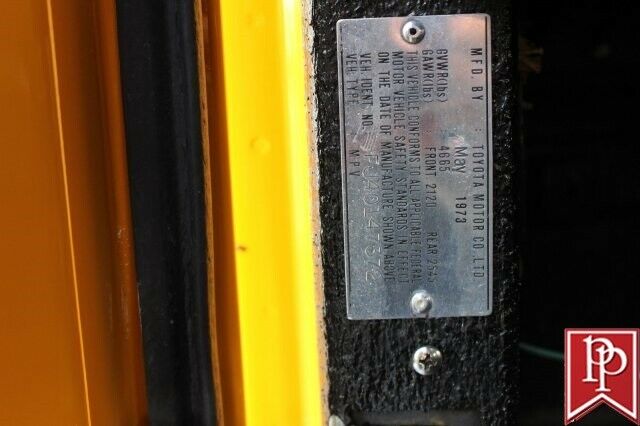 MFD. BY : TOYOTA MOTOR CO., LTD.
May 1973
GVWR(lbs) : 4665
GAWR(lbs) : FRONT 2120 REAR 2545
THIS VEHICLE CONFORMS TO ALL APPLICABLE FEDERAL
MOTOR VEHICLE SAFETY STANDARDS IN EFFECT
ON THE DATE OF MANUFACTURE SHOWN ABOVE
VEH. IDENT. NO.
VEH. TYPE : MPV
PP